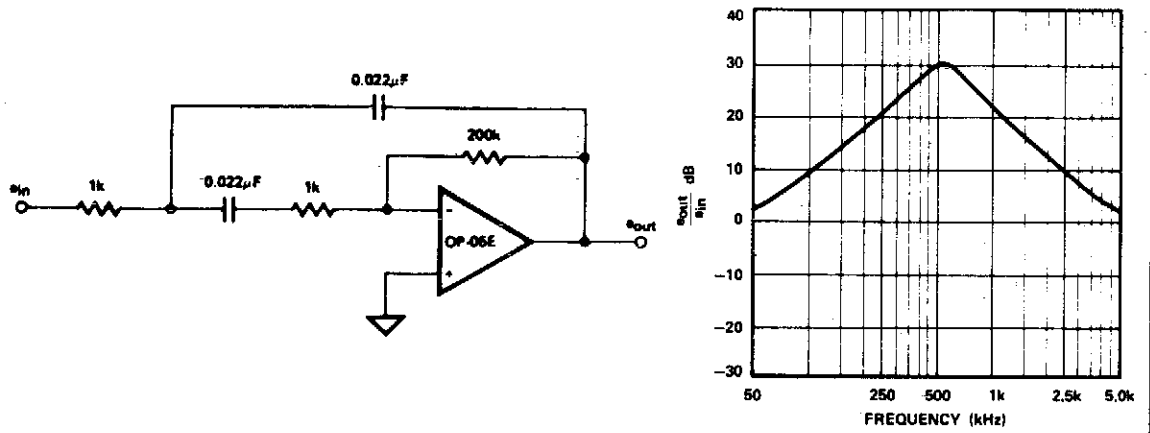 0.022μF
200k
ein
1k
0.022μF
1k
−
OP-06E
+
eout
40
30
20
10
0
−10
−20
−30
eout
ein
dB
50
250
500
1k
2.5k
5.0k
FREQUENCY (kHz)